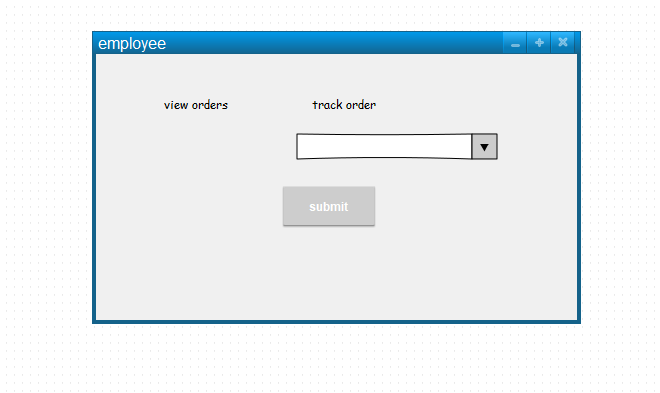 employee
view orders
track order
submit